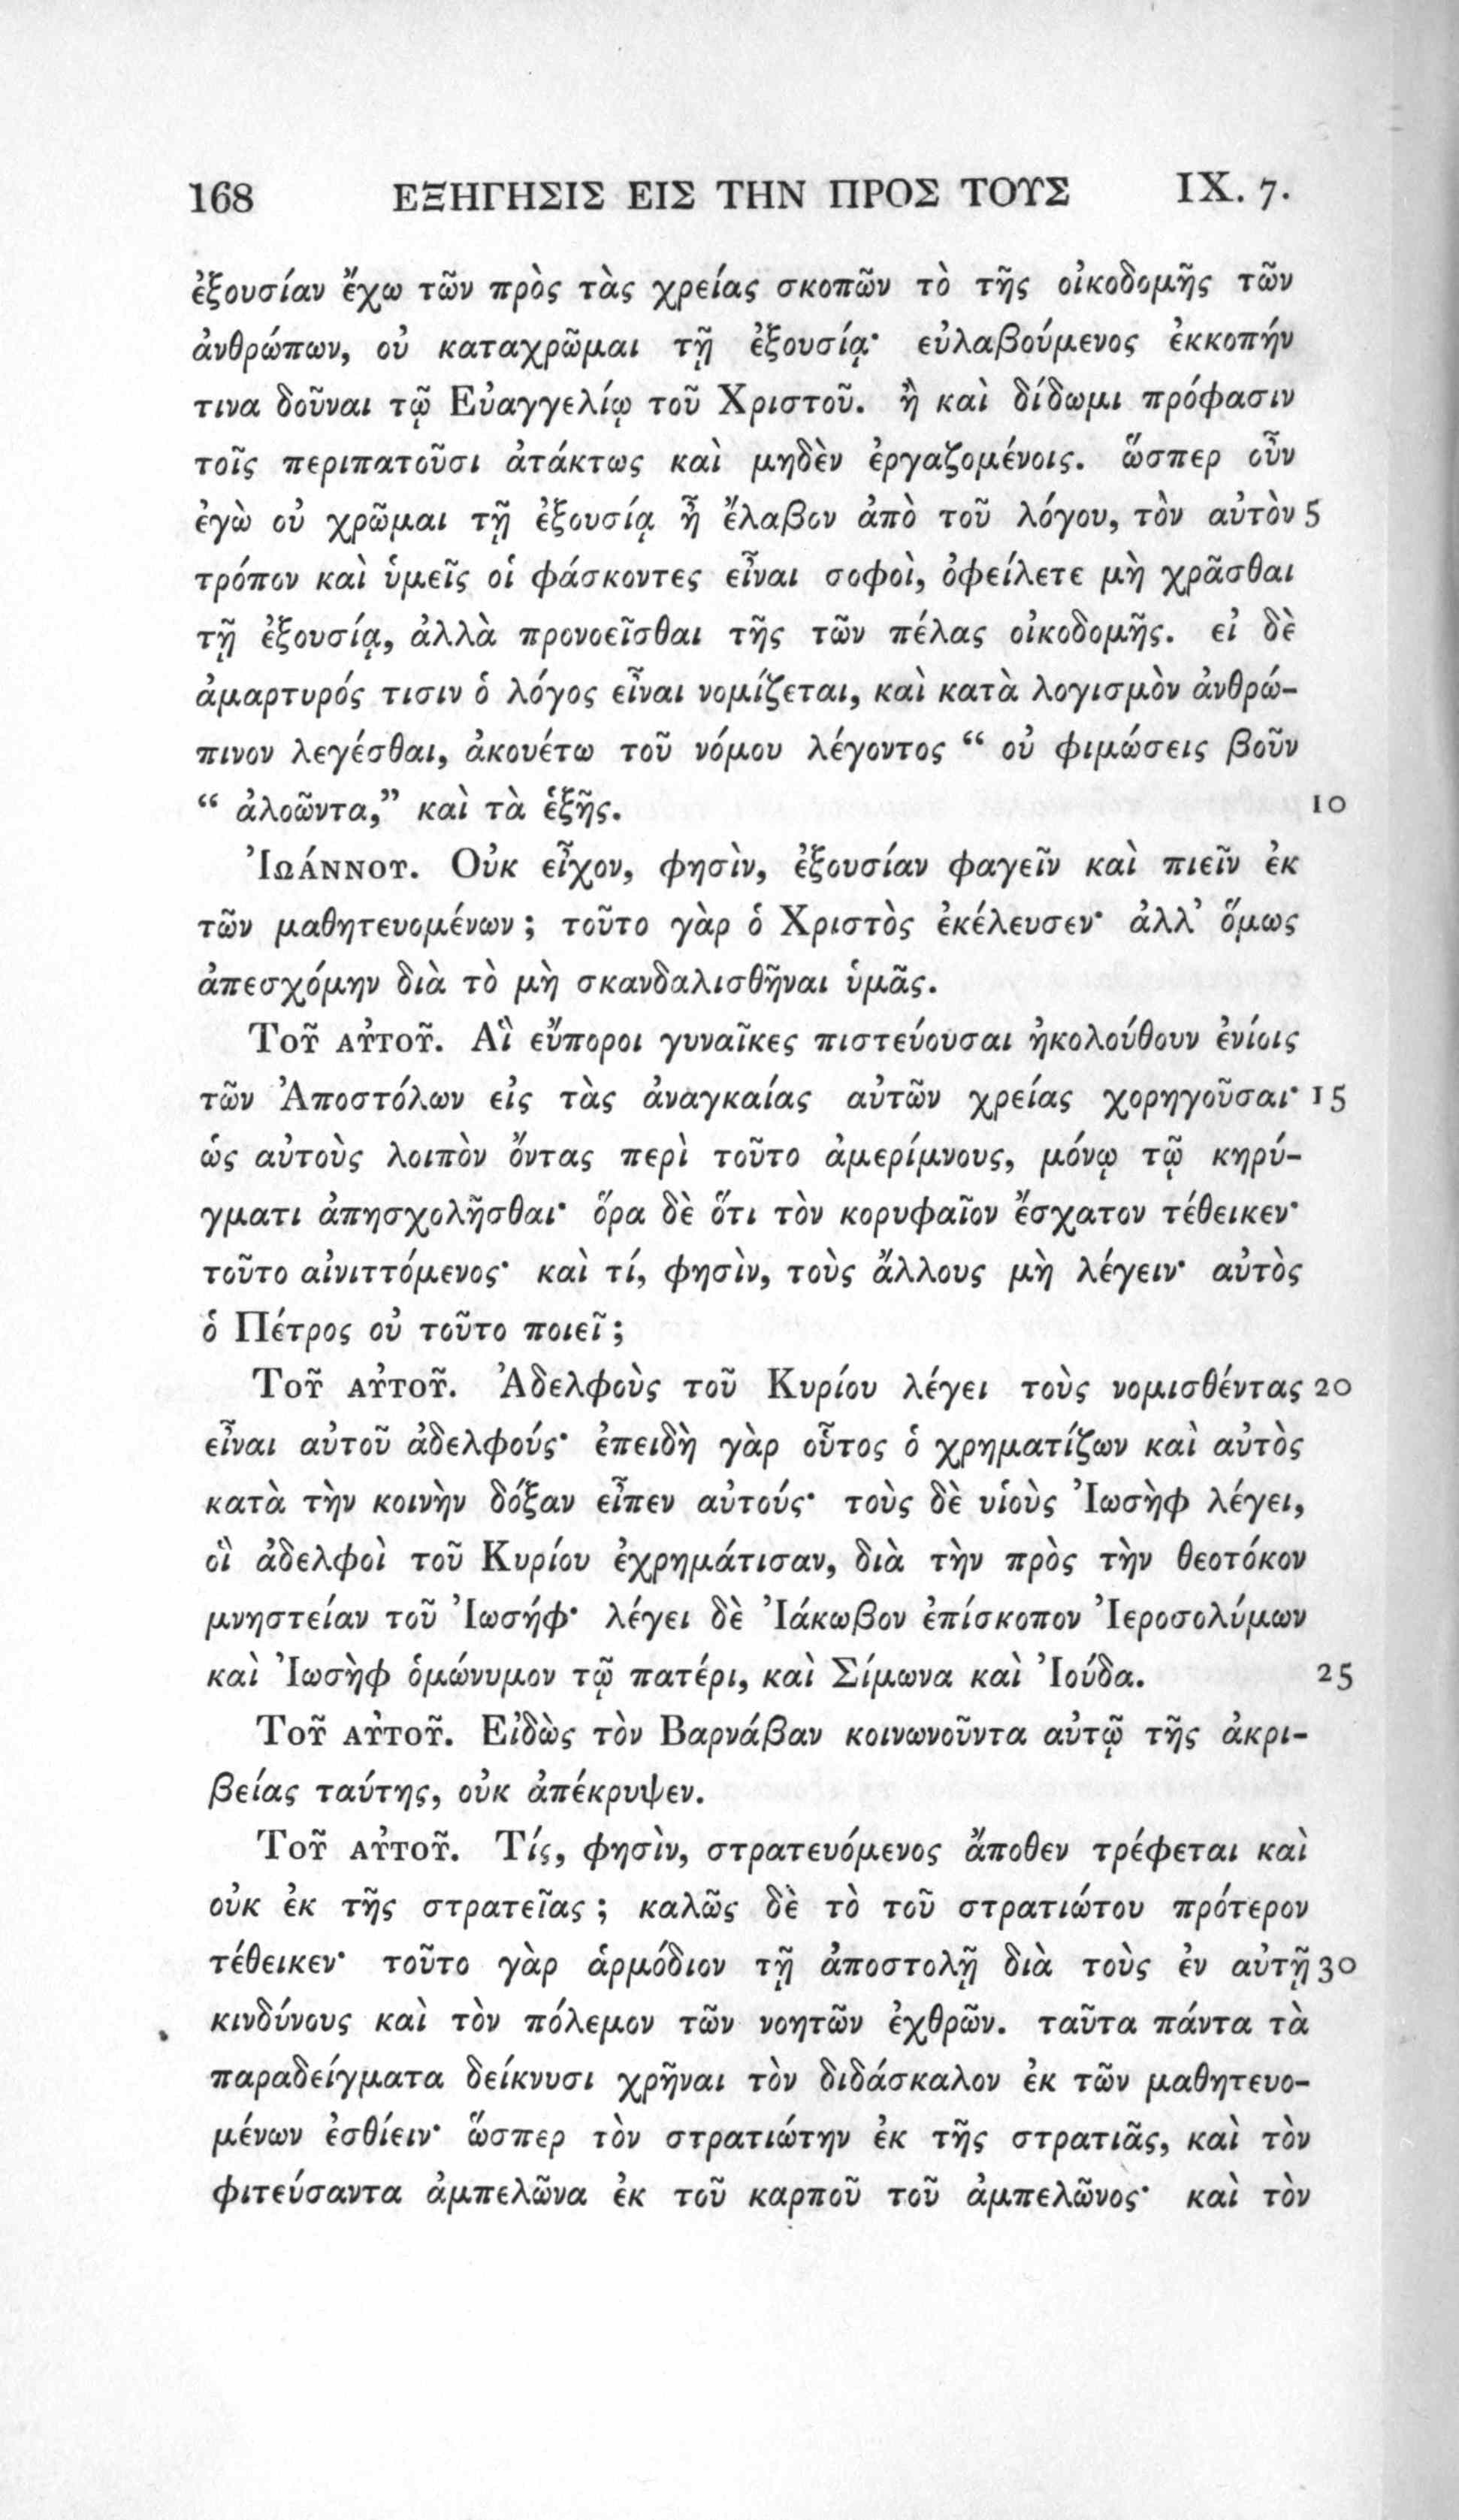 168 ΕΞΗΓΗΣΙΣ ΕΙΣ ΤΗΝ ΠΡΟΣ ΤΟΥΣ IX. 7.
ἐξουσίαν ἔχω τῶν πρὸς τὰς χρείας σκοπῶν τὸ τῆς οἰκοδομῆς τῶν
ἀνθρώπων, οὐ καταχρῶμαι τῇ ἐξουσίᾳ· εὐλαβούμενος ἐκκοπήν
τινα δοῦναι τῷ Εὐαγγελίῳ τοῦ Χριστοῦ. ἢ καὶ δίδωμι πρόφασιν
τοῖς περιπατοῦσι ἀτάκτως καὶ μηδὲν ἐργαζομένοις. ὥσπερ οὖν
ἐγὼ οὐ χρῶμαι τῇ ἐξουσίᾳ ᾗ ἔλαβον ἀπὸ τοῦ λόγου, τὸν αὐτὸν 5
τρόπον καὶ ὑμεῖς οἱ φάσκοντες εἶναι σοφοὶ, ὀφείλετε μὴ χρᾶσθαι
τῇ ἐξουσίᾳ, ἀλλὰ προνοεῖσθαι τῆς τῶν πέλας οἰκοδομῆς. εἰ δὲ
ἀμαρτυρός τισιν ὁ λόγος εἶναι νομίζεται, καὶ κατὰ λογισμὸν ἀνθρώ-
πινον λεγέσθαι, ἀκουέτω τοῦ νόμου λέγοντος “ οὐ φιμώσεις βοῦν
“ ἀλοῶντα,” καὶ τὰ ἑξῆς. 10
Ἰωάννου. Οὐκ εἶχον, φησὶν, ἐξουσίαν φαγεῖν καὶ πιεῖν ἐκ
τῶν μαθητευομένων ; τοῦτο γὰρ ὁ Χριστὸς ἐκέλευσεν· ἀλλ’ ὅμως
ἀπεσχόμην διὰ τὸ μὴ σκανδαλισθῆναι ὑμᾶς.
Τοῦ αὐτοῦ. Αἳ εὔποροι γυναῖκες πιστεύουσαι ἠκολούθουν ἐνίοις
τῶν Ἀποστόλων εἰς τὰς ἀναγκαίας αὐτῶν χρείας χορηγοῦσαι· 15
ὡς αὐτοὺς λοιπὸν ὄντας περὶ τοῦτο ἀμερίμνους, μόνῳ τῷ κηρύ-
γματι ἀπησχολῆσθαι· ὅρα δὲ ὅτι τὸν κορυφαῖον ἔσχατον τέθεικεν·
τοῦτο αἰνιττόμενος· καὶ τί, φησὶν, τοὺς ἄλλους μὴ λέγειν· αὐτὸς
ὁ Πέτρος οὐ τοῦτο ποιεῖ ;
Τοῦ αὐτοῦ. Ἀδελφοὺς τοῦ Κυρίου λέγει τοὺς νομισθέντας 20
εἶναι αὐτοῦ ἀδελφούς· ἐπειδὴ γὰρ οὗτος ὁ χρηματίζων καὶ αὐτὸς
κατὰ τὴν κοινὴν δόξαν εἶπεν αὐτούς· τοὺς δὲ υἱοὺς Ἰωσὴφ λέγει,
οἳ ἀδελφοὶ τοῦ Κυρίου ἐχρημάτισαν, διὰ τὴν πρὸς τὴν θεοτόκον
μνηστείαν τοῦ Ἰωσήφ· λέγει δὲ Ἰάκωβον ἐπίσκοπον Ἱεροσολύμων
καὶ Ἰωσὴφ ὁμώνυμον τῷ πατέρι, καὶ Σίμωνα καὶ Ἰούδα. 25
Τοῦ αὐτοῦ. Εἰδὼς τὸν Βαρνάβαν κοινωνοῦντα αὐτῷ τῆς ἀκρι-
βείας ταύτης, οὐκ ἀπέκρυψεν.
Τοῦ αὐτοῦ. Τίς, φησὶν, στρατευόμενος ἄποθεν τρέφεται καὶ
οὐκ ἐκ τῆς στρατεῖας ; καλῶς δὲ τὸ τοῦ στρατιώτου πρότερον
τέθεικεν· τοῦτο γὰρ ἁρμόδιον τῇ ἀποστολῇ διὰ τοὺς ἐν αὐτῇ 30
κινδύνους καὶ τὸν πόλεμον τῶν νοητῶν ἐχθρῶν. ταῦτα πάντα τὰ
παραδείγματα δείκνυσι χρῆναι τὸν διδάσκαλον ἐκ τῶν μαθητευο-
μένων ἐσθίειν· ὥσπερ τὸν στρατιώτην ἐκ τῆς στρατιᾶς, καὶ τὸν
φιτεύσαντα ἀμπελῶνα ἐκ τοῦ καρποῦ τοῦ ἀμπελῶνος· καὶ τὸν